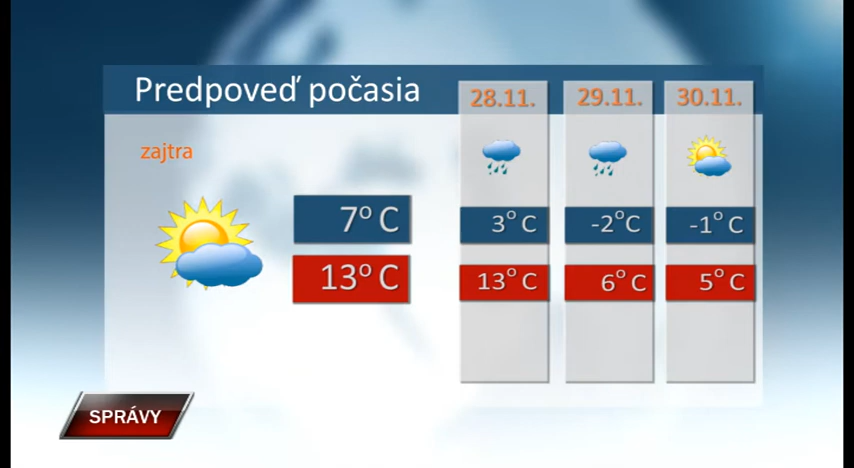 Predpoveď počasia
zajtra
7° C
13° C
28.11. 29.11. 30.11.
3° C -2°C -1° C
13° C 6° C 5° C
SPRÁVY